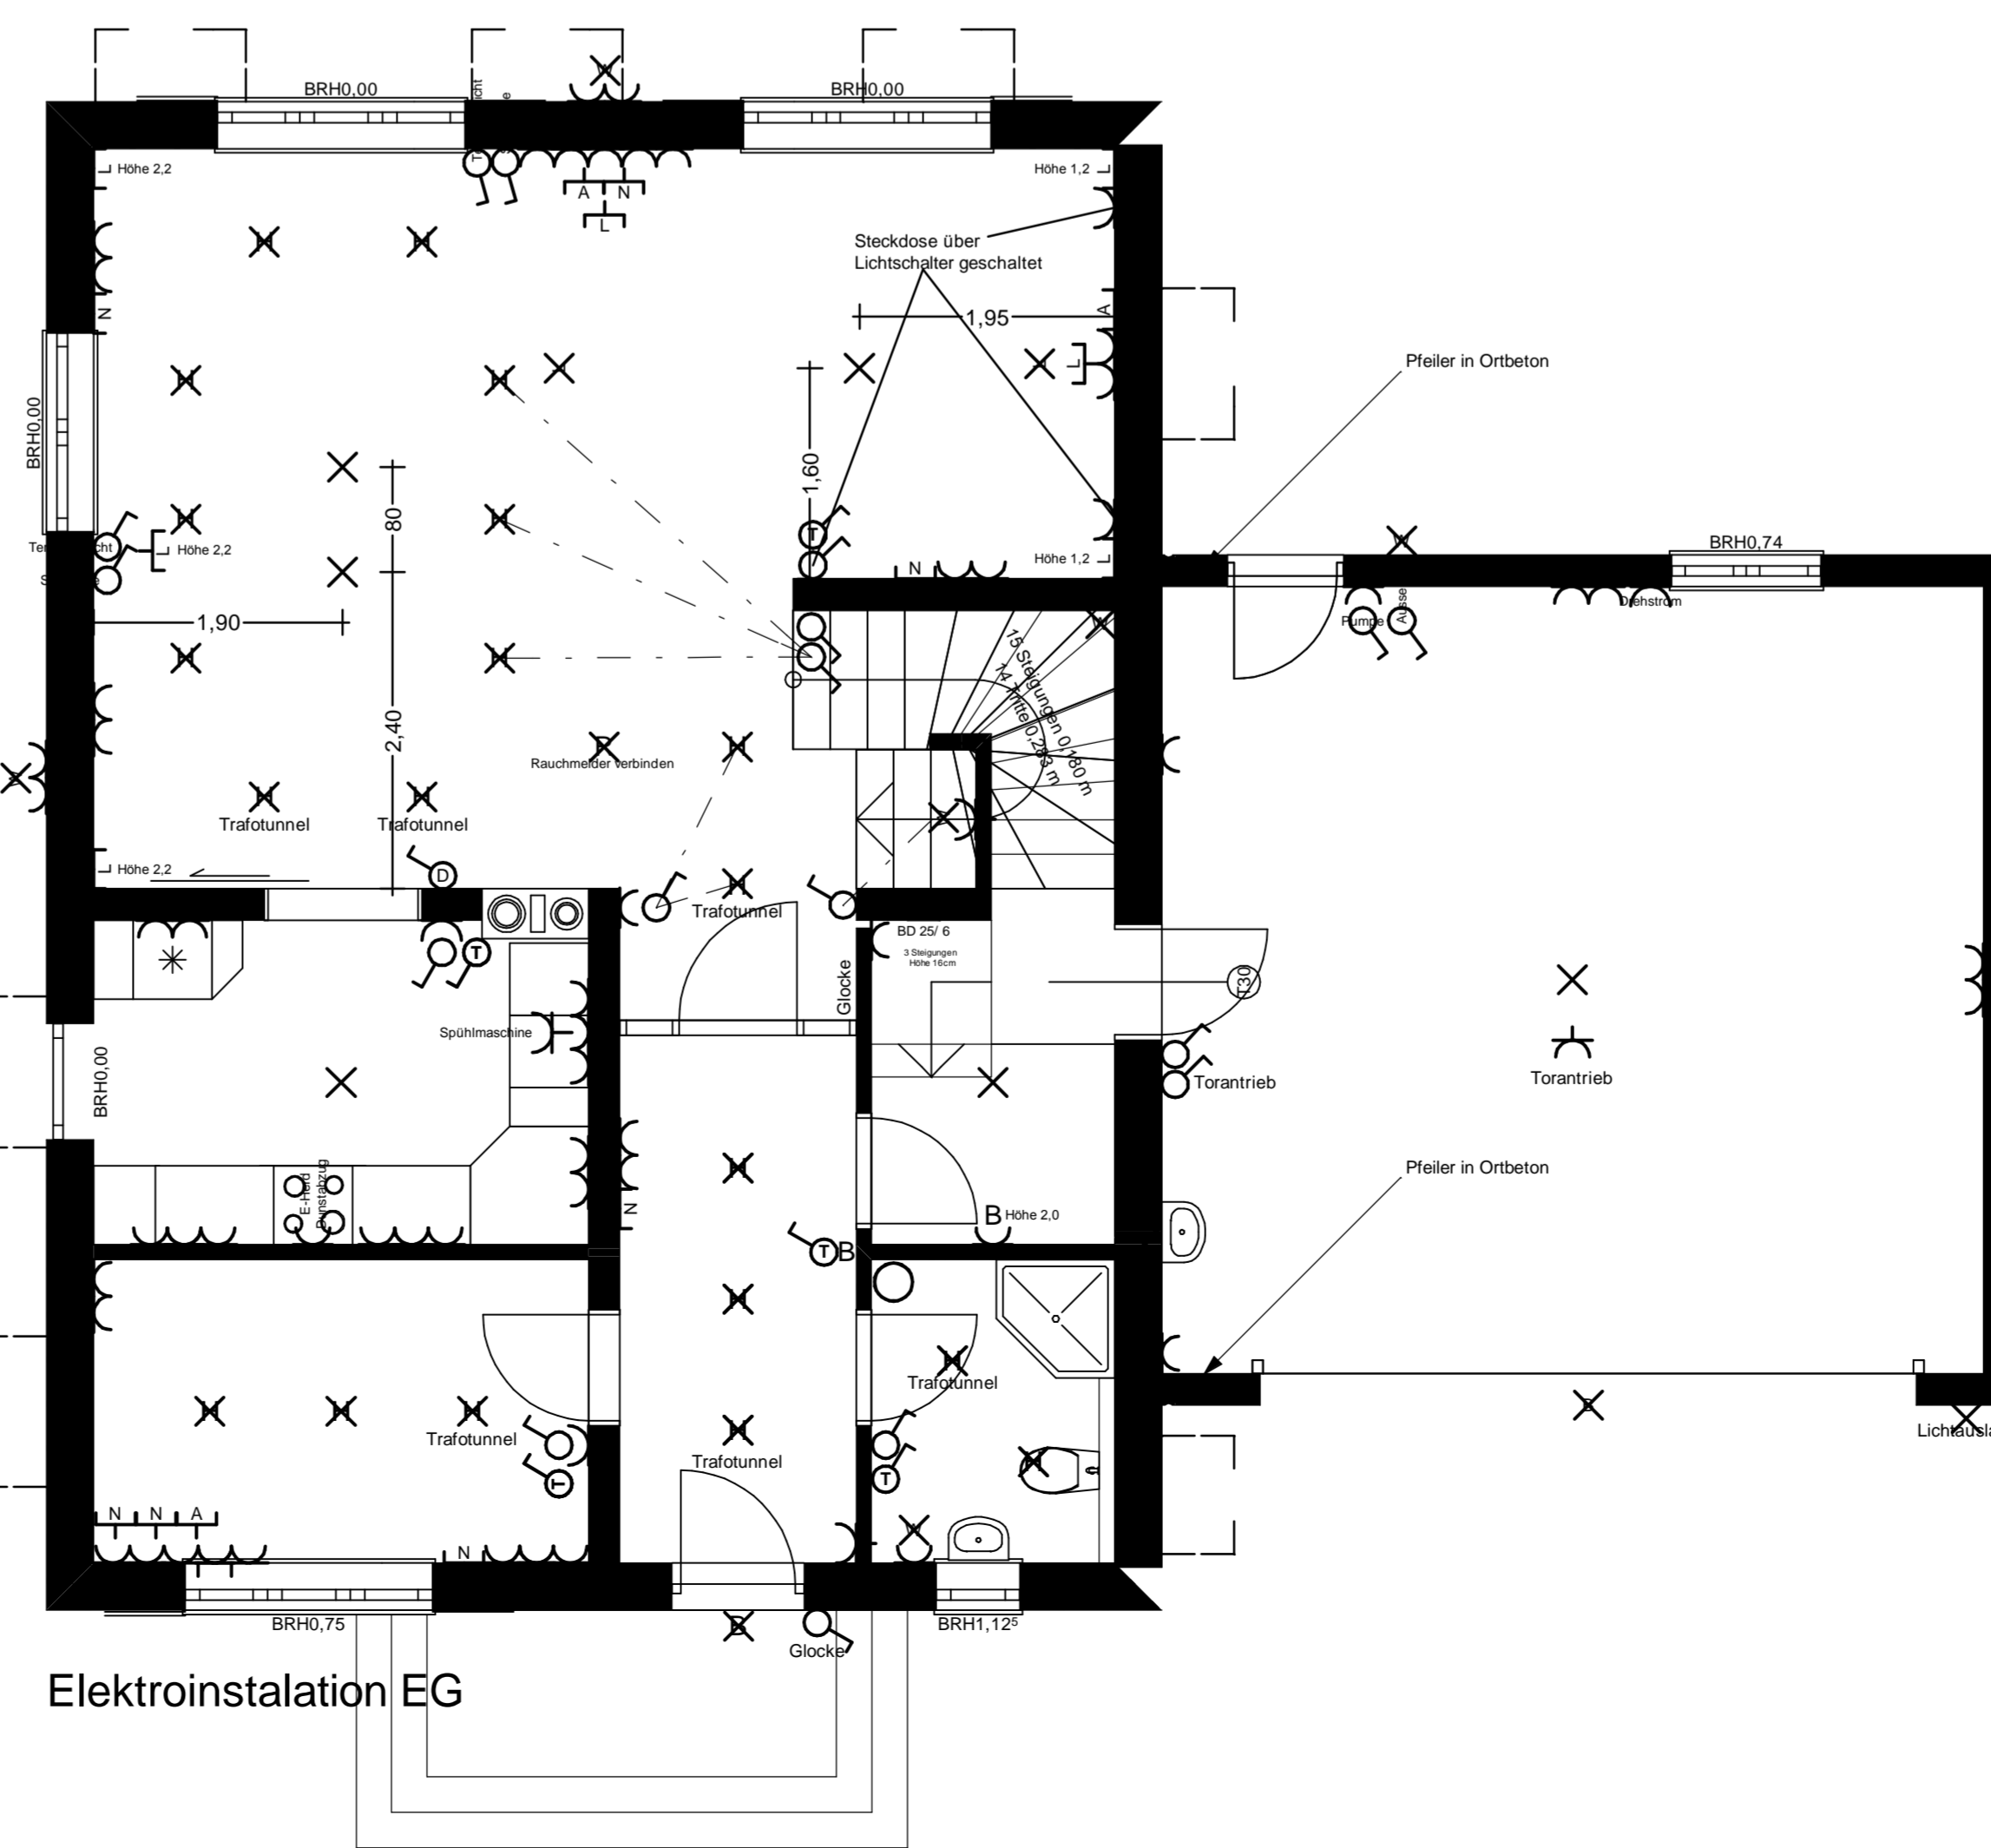 BRH0,00
BRH0,00
Höhe 2,2
Höhe 1,2
A
N
L
Steckdose über
Lichtschalter geschaltet
N
A
1,95
L
Pfeiler in Ortbeton
BRH0,00
1,60
80
L
Höhe 2,2
T
Höhe 1,2
N
BRH0,74
Drehstrom
Pumpe
1,90
15 Steigungen 0,180 m
14 Tritte 0,283 m
2,40
Rauchmelder verbinden
Trafotunnel
Trafotunnel
Höhe 2,2
D
Trafotunnel
BD 25/ 6
3 Steigungen
Höhe 16cm
T
Glocke
T30
Spühlmaschine
BRH0,00
Torantrieb
Torantrieb
Pfeiler in Ortbeton
E-Herd
Dunstabzug
N
B
Höhe 2,0
T
B
Trafotunnel
Trafotunnel
Trafotunnel
T
T
N
N
A
N
B
BRH0,75
BRH1,12⁵
Glocke
Elektroinstalation EG